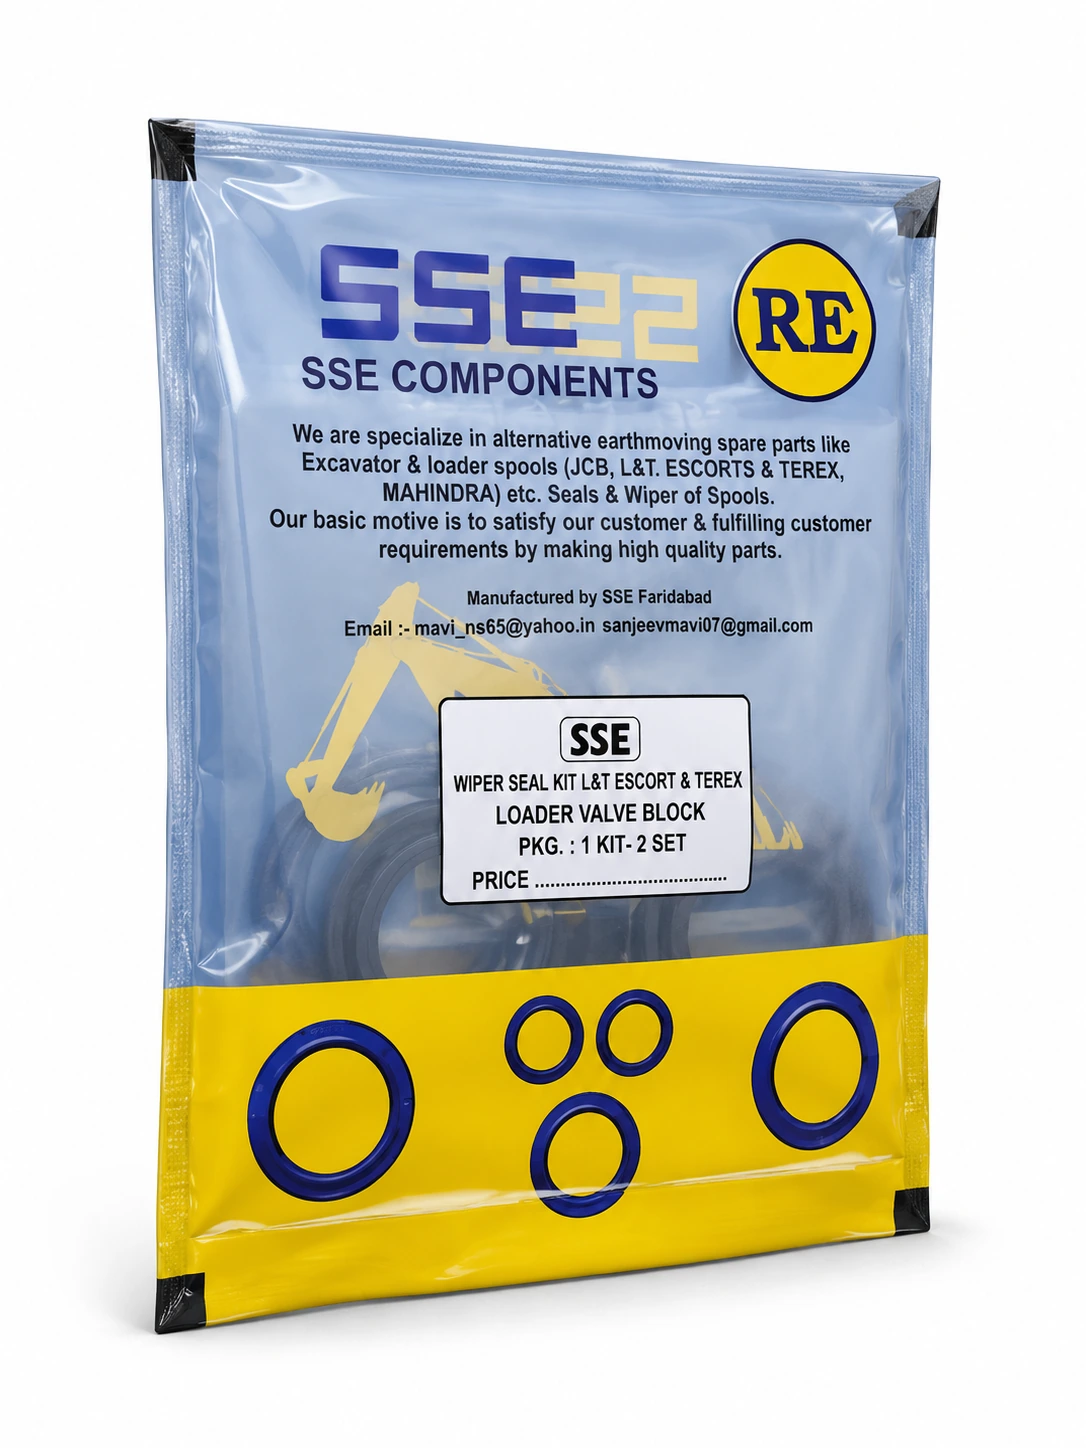 SSE
RE
SSE COMPONENTS
We are specialize in alternative earthmoving spare parts like
Excavator & loader spools (JCB, L&T. ESCORTS & TEREX,
MAHINDRA) etc. Seals & Wiper of Spools.
Our basic motive is to satisfy our customer & fulfilling customer
requirements by making high quality parts.
Manufactured by SSE Faridabad
Email :- mavi_ns65@yahoo.in sanjeevmavi07@gmail.com
SSE
WIPER SEAL KIT L&T ESCORT & TEREX
LOADER VALVE BLOCK
PKG. : 1 KIT- 2 SET
PRICE .....................................